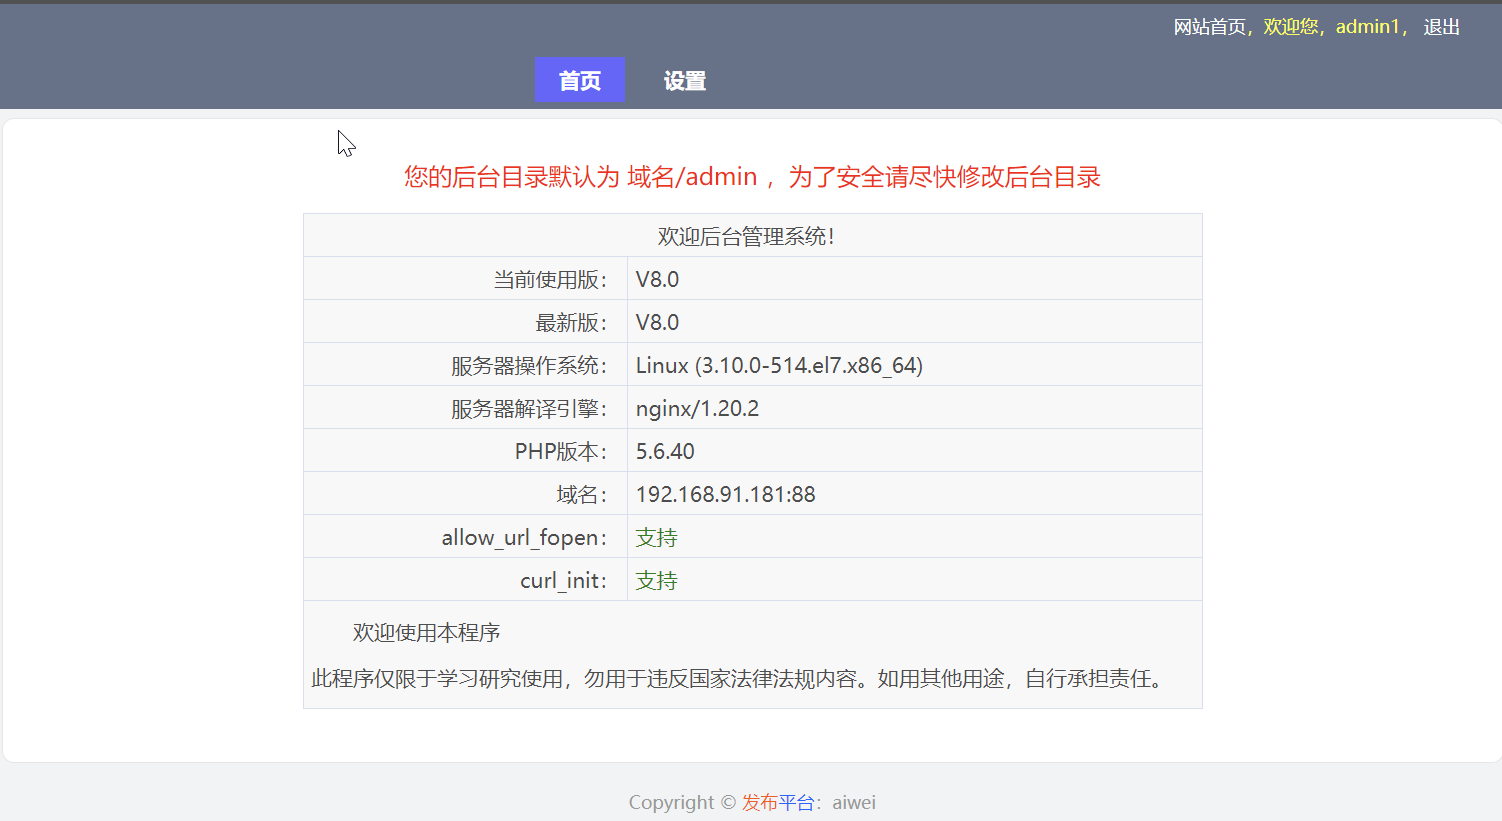 网站首页，欢迎您，admin1， 退出
首页 设置
您的后台目录默认为 域名/admin ，为了安全请尽快修改后台目录
欢迎后台管理系统！
当前使用版： V8.0
最新版： V8.0
服务器操作系统： Linux (3.10.0-514.el7.x86_64)
服务器解译引擎： nginx/1.20.2
PHP版本： 5.6.40
域名： 192.168.91.181:88
allow_url_fopen： 支持
curl_init： 支持
欢迎使用本程序
此程序仅限于学习研究使用，勿用于违反国家法律法规内容。如用其他用途，自行承担责任。
Copyright © 发布平台：aiwei